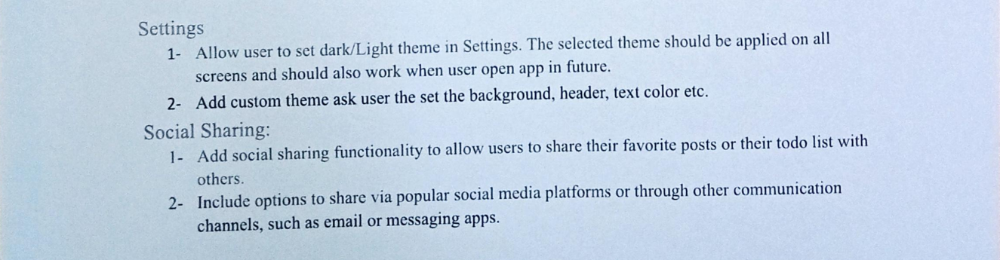 Settings
1- Allow user to set dark/Light theme in Settings. The selected theme should be applied on all
screens and should also work when user open app in future.
2- Add custom theme ask user the set the background, header, text color etc.
Social Sharing:
1- Add social sharing functionality to allow users to share their favorite posts or their todo list with
others.
2- Include options to share via popular social media platforms or through other communication
channels, such as email or messaging apps.